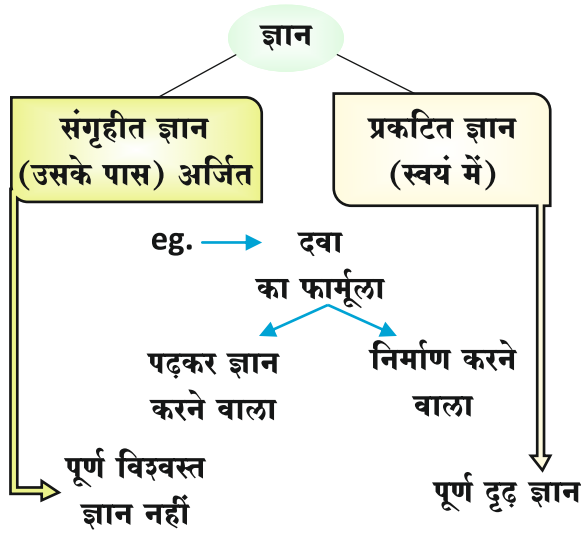 ज्ञान
संगृहीत ज्ञान
(उसके पास) अर्जित
प्रकटित ज्ञान
(स्वयं में)
eg. दवा
का फार्मूला
पढ़कर ज्ञान
करने वाला
निर्माण करने
वाला
पूर्ण विश्वस्त
ज्ञान नहीं
पूर्ण दृढ़ ज्ञान